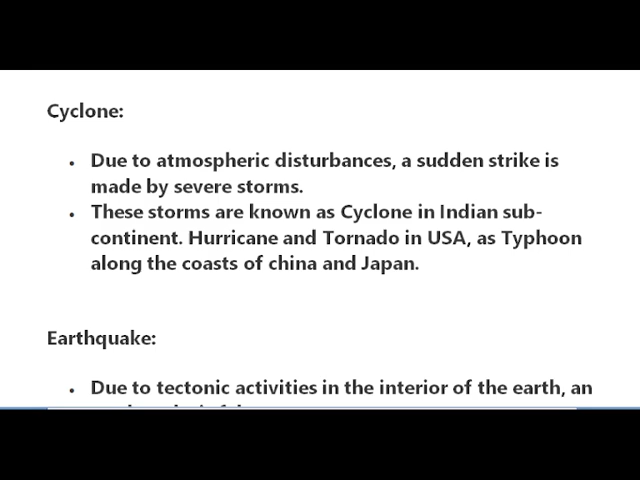 Cyclone:
• Due to atmospheric disturbances, a sudden strike is
made by severe storms.
• These storms are known as Cyclone in Indian sub-
continent. Hurricane and Tornado in USA, as Typhoon
along the coasts of china and Japan.
Earthquake:
• Due to tectonic activities in the interior of the earth, an